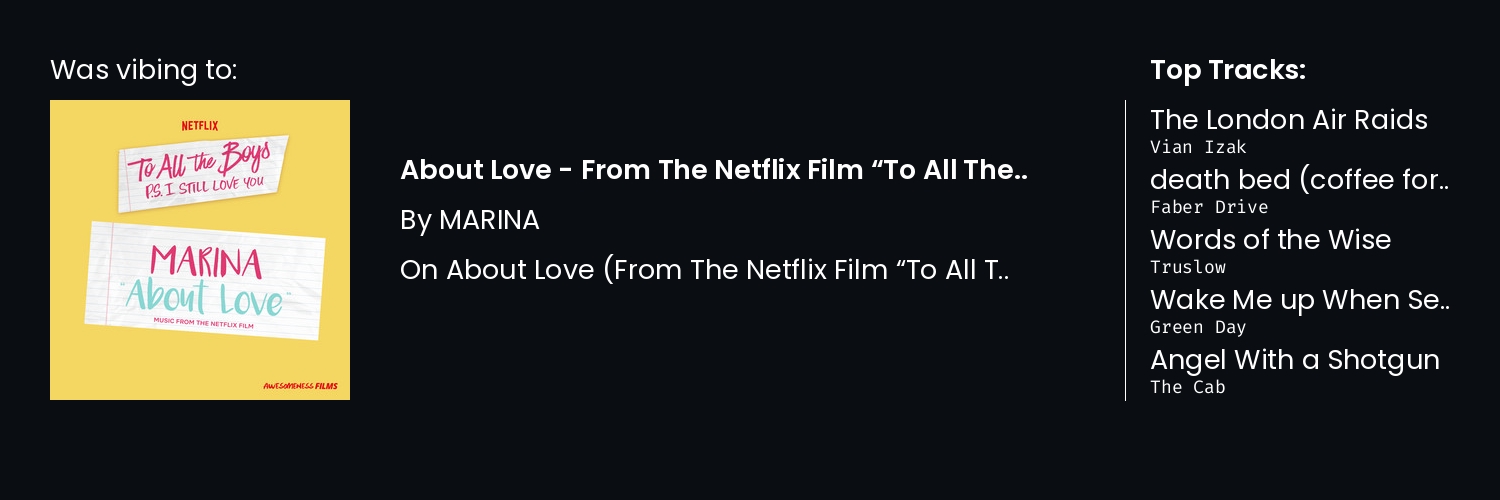 Was vibing to:
NETFLIX
To All the Boys
P.S. I STILL LOVE YOU
MARINA
"About Love"
MUSIC FROM THE NETFLIX FILM
AWESOMENESS FILMS
About Love - From The Netflix Film “To All The..
By MARINA
On About Love (From The Netflix Film “To All T..
Top Tracks:
The London Air Raids
Vian Izak
death bed (coffee for..
Faber Drive
Words of the Wise
Truslow
Wake Me up When Se..
Green Day
Angel With a Shotgun
The Cab